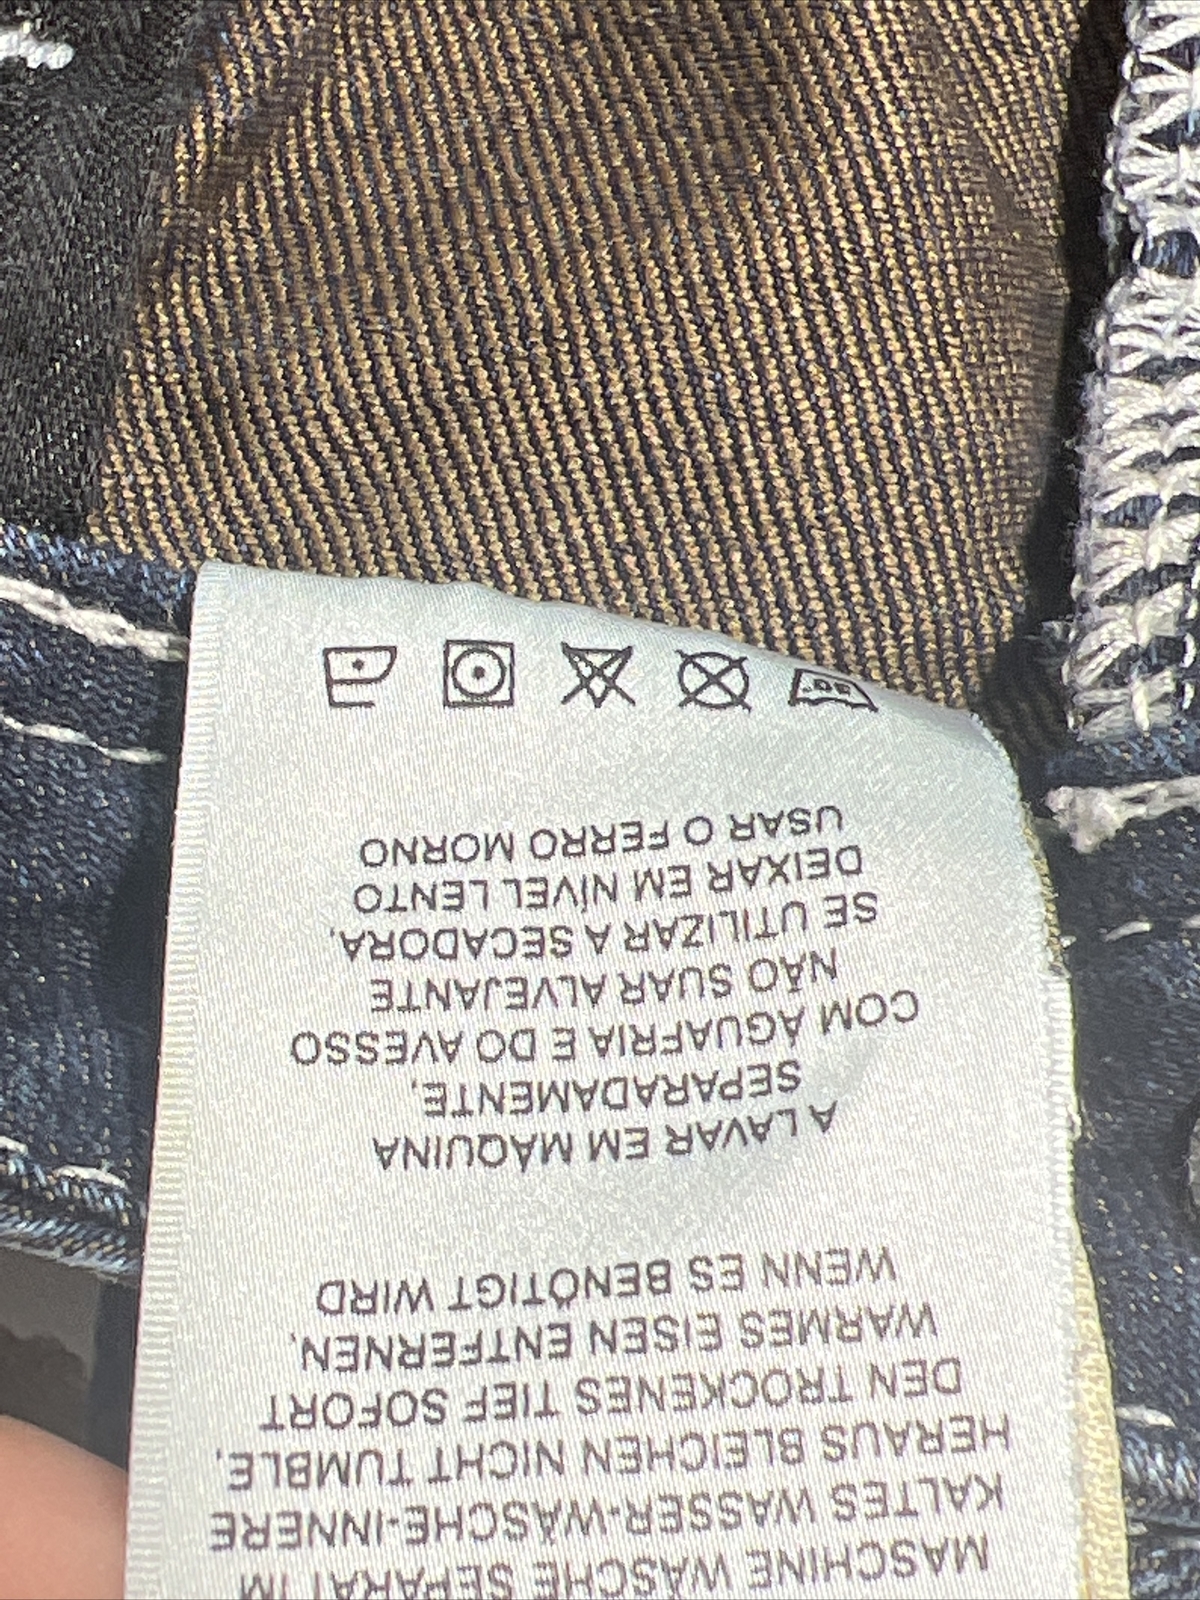 MASCHINE WÄSCHE SEPARAT IM
KALTES WASSER-WÄSCHE-INNERE
HERAUS BLEICHEN NICHT TUMBLE,
DEN TROCKENES TIEF SOFORT
WARMES EISEN ENTFERNEN,
WENN ES BENÖTIGT WIRD
A LAVAR EM MÁQUINA
SEPARADAMENTE,
COM ÁGUAFRIA E DO AVESSO
NÃO SUAR ALVEJANTE
SE UTILIZAR A SECADORA,
DEIXAR EM NÍVEL LENTO
USAR O FERRO MORNO